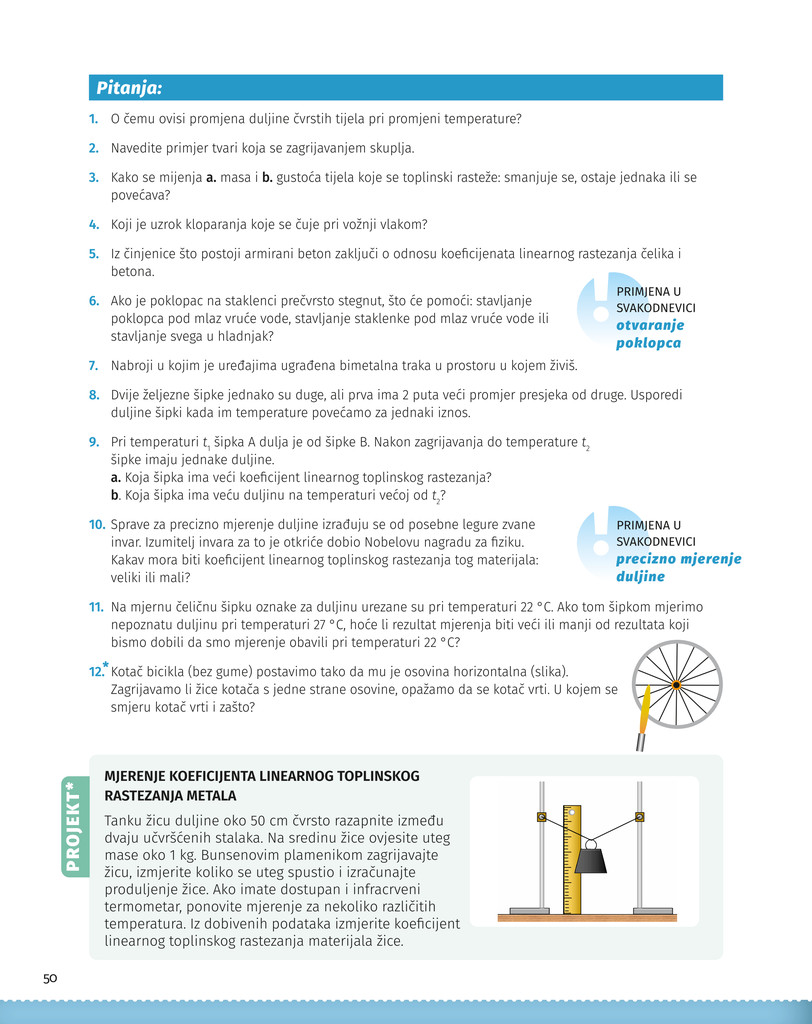 Pitanja:
1. O čemu ovisi promjena duljine čvrstih tijela pri promjeni temperature?
2. Navedite primjer tvari koja se zagrijavanjem skuplja.
3. Kako se mijenja a. masa i b. gustoća tijela koje se toplinski rasteže: smanjuje se, ostaje jednaka ili se
povećava?
4. Koji je uzrok kloparanja koje se čuje pri vožnji vlakom?
5. Iz činjenice što postoji armirani beton zaključi o odnosu koeficijenata linearnog rastezanja čelika i
betona.
6. Ako je poklopac na staklenci prečvrsto stegnut, što će pomoći: stavljanje
poklopca pod mlaz vruće vode, stavljanje staklenke pod mlaz vruće vode ili
stavljanje svega u hladnjak?
PRIMJENA U
SVAKODNEVICI
otvaranje
poklopca
7. Nabroji u kojim je uređajima ugrađena bimetalna traka u prostoru u kojem živiš.
8. Dvije željezne šipke jednako su duge, ali prva ima 2 puta veći promjer presjeka od druge. Usporedi
duljine šipki kada im temperature povećamo za jednaki iznos.
9. Pri temperaturi t1 šipka A dulja je od šipke B. Nakon zagrijavanja do temperature t2
šipke imaju jednake duljine.
a. Koja šipka ima veći koeficijent linearnog toplinskog rastezanja?
b. Koja šipka ima veću duljinu na temperaturi većoj od t2?
10. Sprave za precizno mjerenje duljine izrađuju se od posebne legure zvane
invar. Izumitelj invara za to je otkriće dobio Nobelovu nagradu za fiziku.
Kakav mora biti koeficijent linearnog toplinskog rastezanja tog materijala:
veliki ili mali?
PRIMJENA U
SVAKODNEVICI
precizno mjerenje
duljine
11. Na mjernu čeličnu šipku oznake za duljinu urezane su pri temperaturi 22 °C. Ako tom šipkom mjerimo
nepoznatu duljinu pri temperaturi 27 °C, hoće li rezultat mjerenja biti veći ili manji od rezultata koji
bismo dobili da smo mjerenje obavili pri temperaturi 22 °C?
12.* Kotač bicikla (bez gume) postavimo tako da mu je osovina horizontalna (slika).
Zagrijavamo li žice kotača s jedne strane osovine, opažamo da se kotač vrti. U kojem se
smjeru kotač vrti i zašto?
PROJEKT*
MJERENJE KOEFICIJENTA LINEARNOG TOPLINSKOG
RASTEZANJA METALA
Tanku žicu duljine oko 50 cm čvrsto razapnite između
dvaju učvršćenih stalaka. Na sredinu žice ovjesite uteg
mase oko 1 kg. Bunsenovim plamenikom zagrijavajte
žicu, izmjerite koliko se uteg spustio i izračunajte
produljenje žice. Ako imate dostupan i infracrveni
termometar, ponovite mjerenje za nekoliko različitih
temperatura. Iz dobivenih podataka izmjerite koeficijent
linearnog toplinskog rastezanja materijala žice.
50